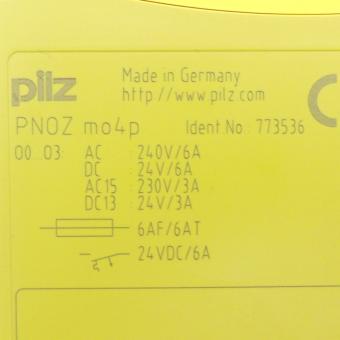 pilz
Made in Germany
http://www.pilz.com
PNOZ mo4p Ident.No.: 773536
00...03: AC : 240V/6A
DC : 24V/6A
AC15 : 230V/3A
DC13 : 24V/3A
6AF/6AT
24VDC/6A